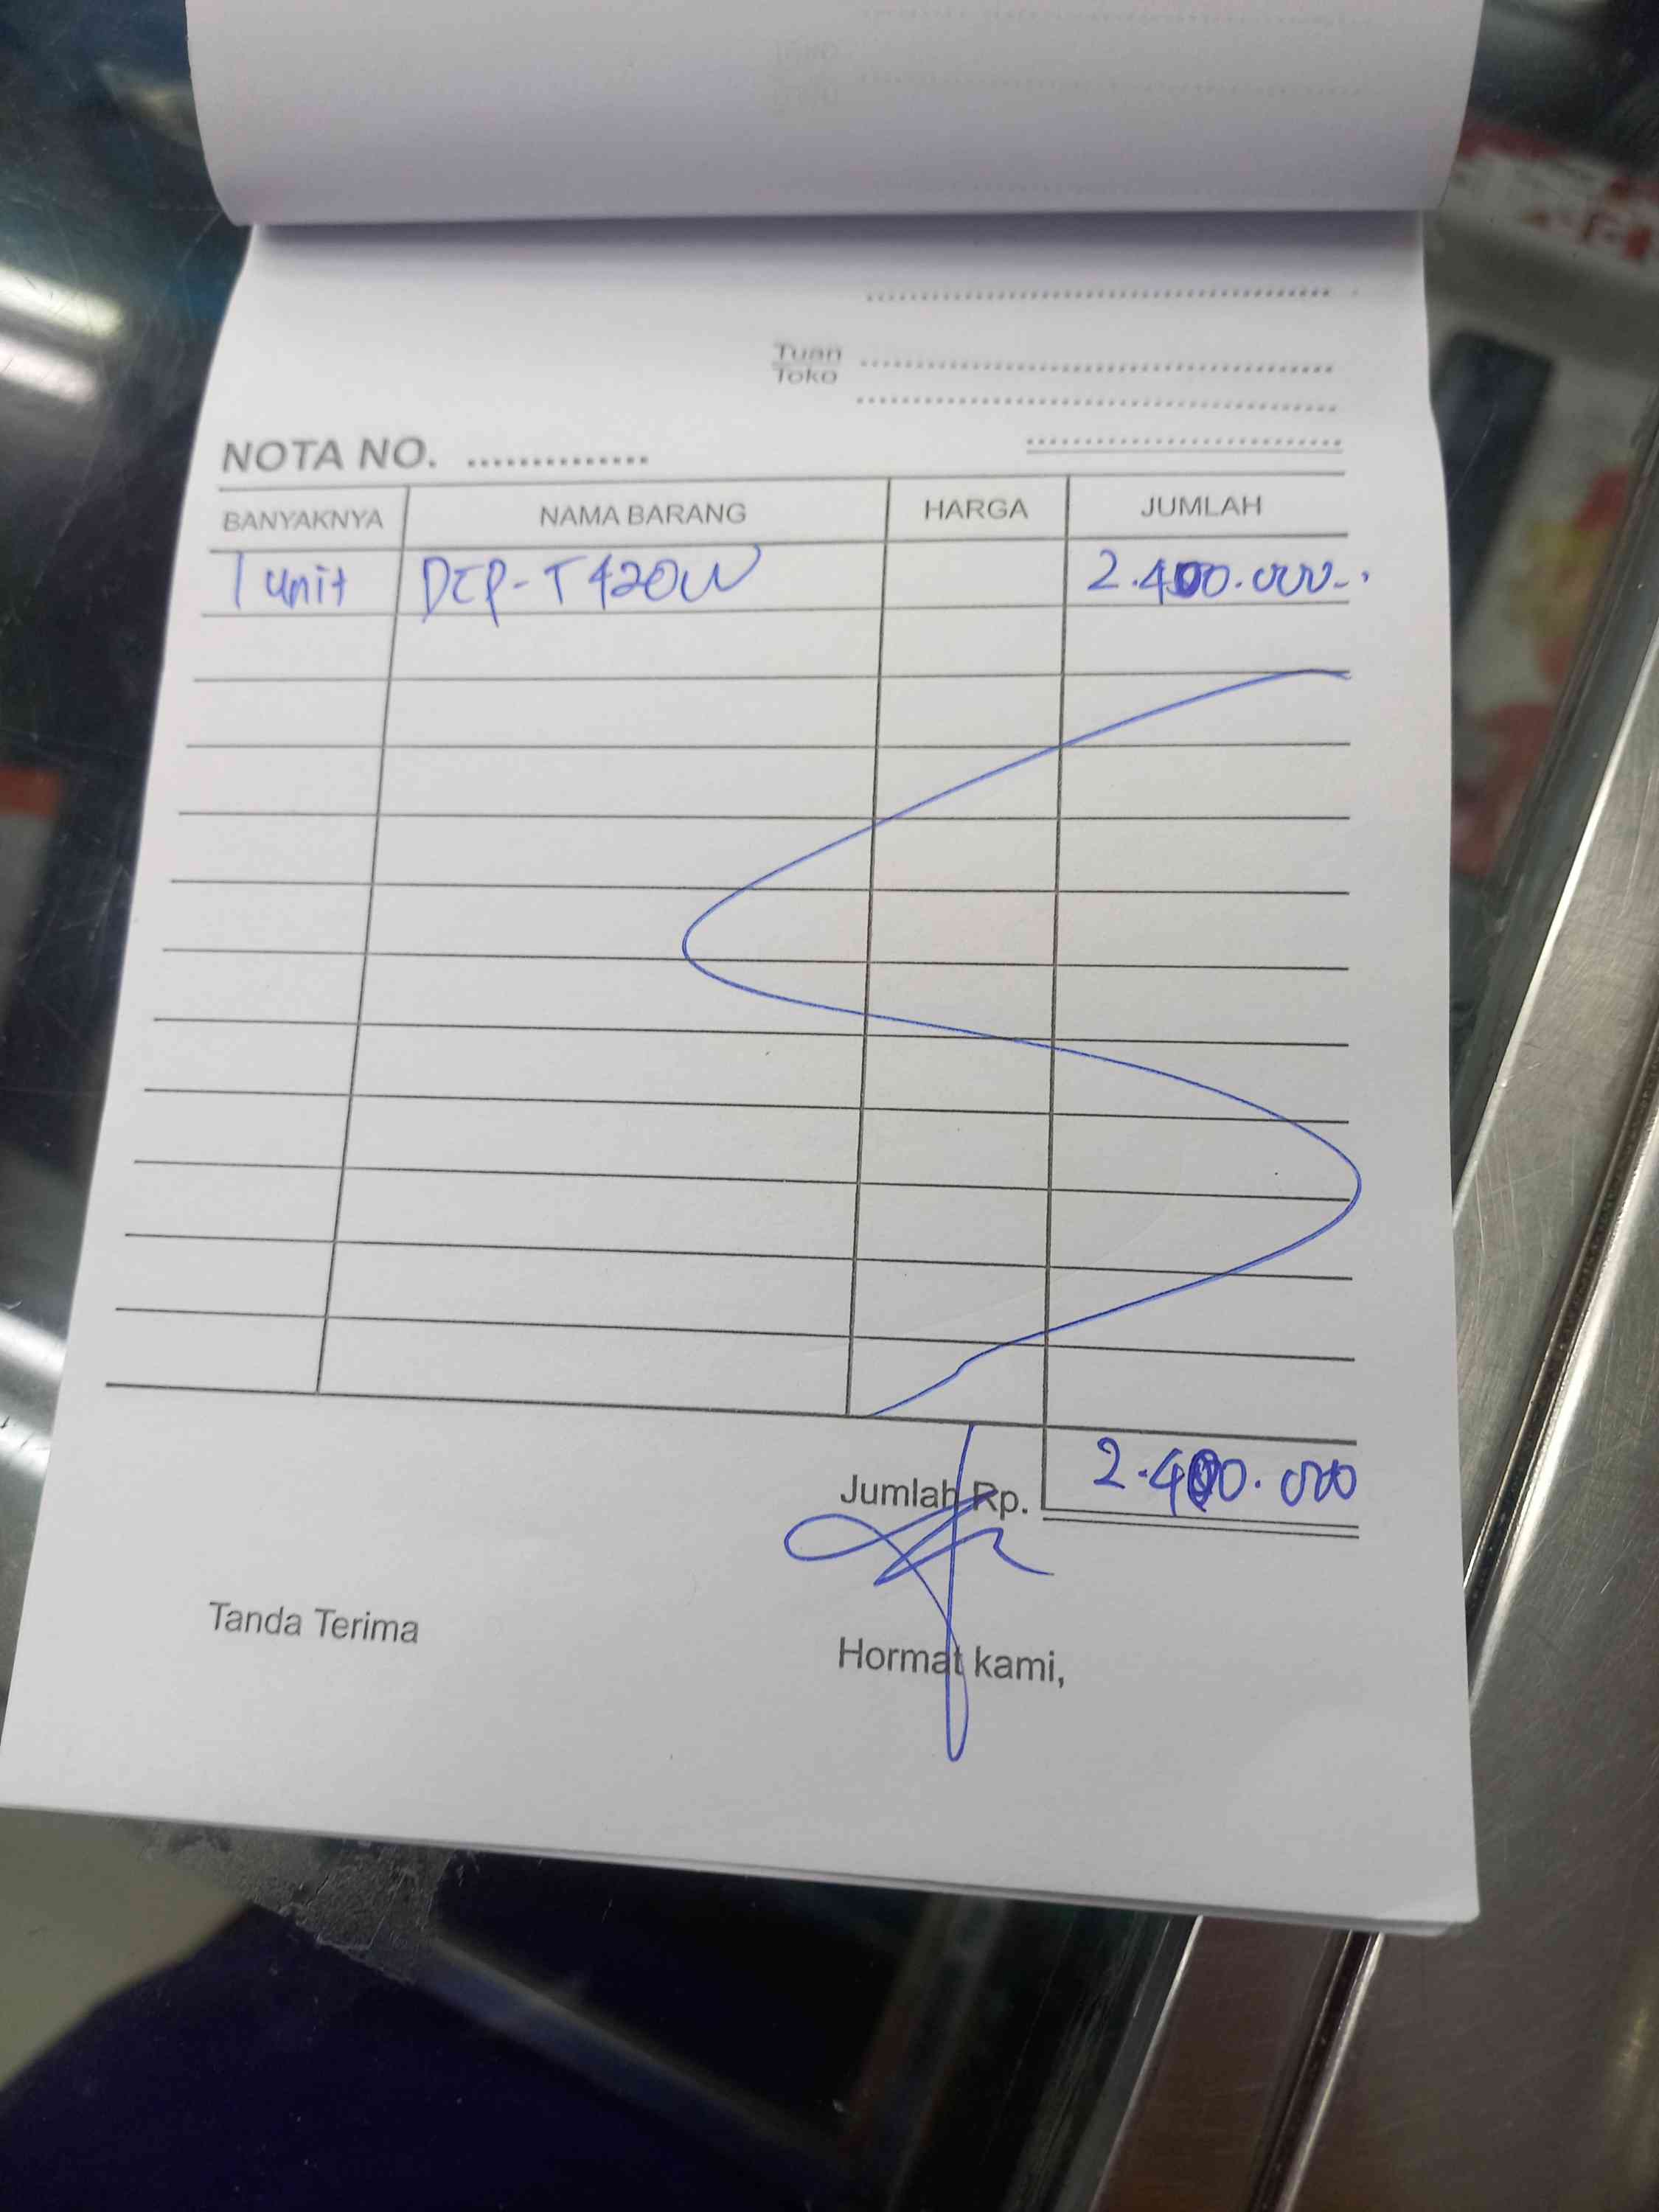 Tuan
Toko
NOTA NO.
BANYAKNYA NAMA BARANG HARGA JUMLAH
1 unit DCP-T420W 2.400.000-.
Jumlah Rp. 2.400.000
Tanda Terima
Hormat kami,